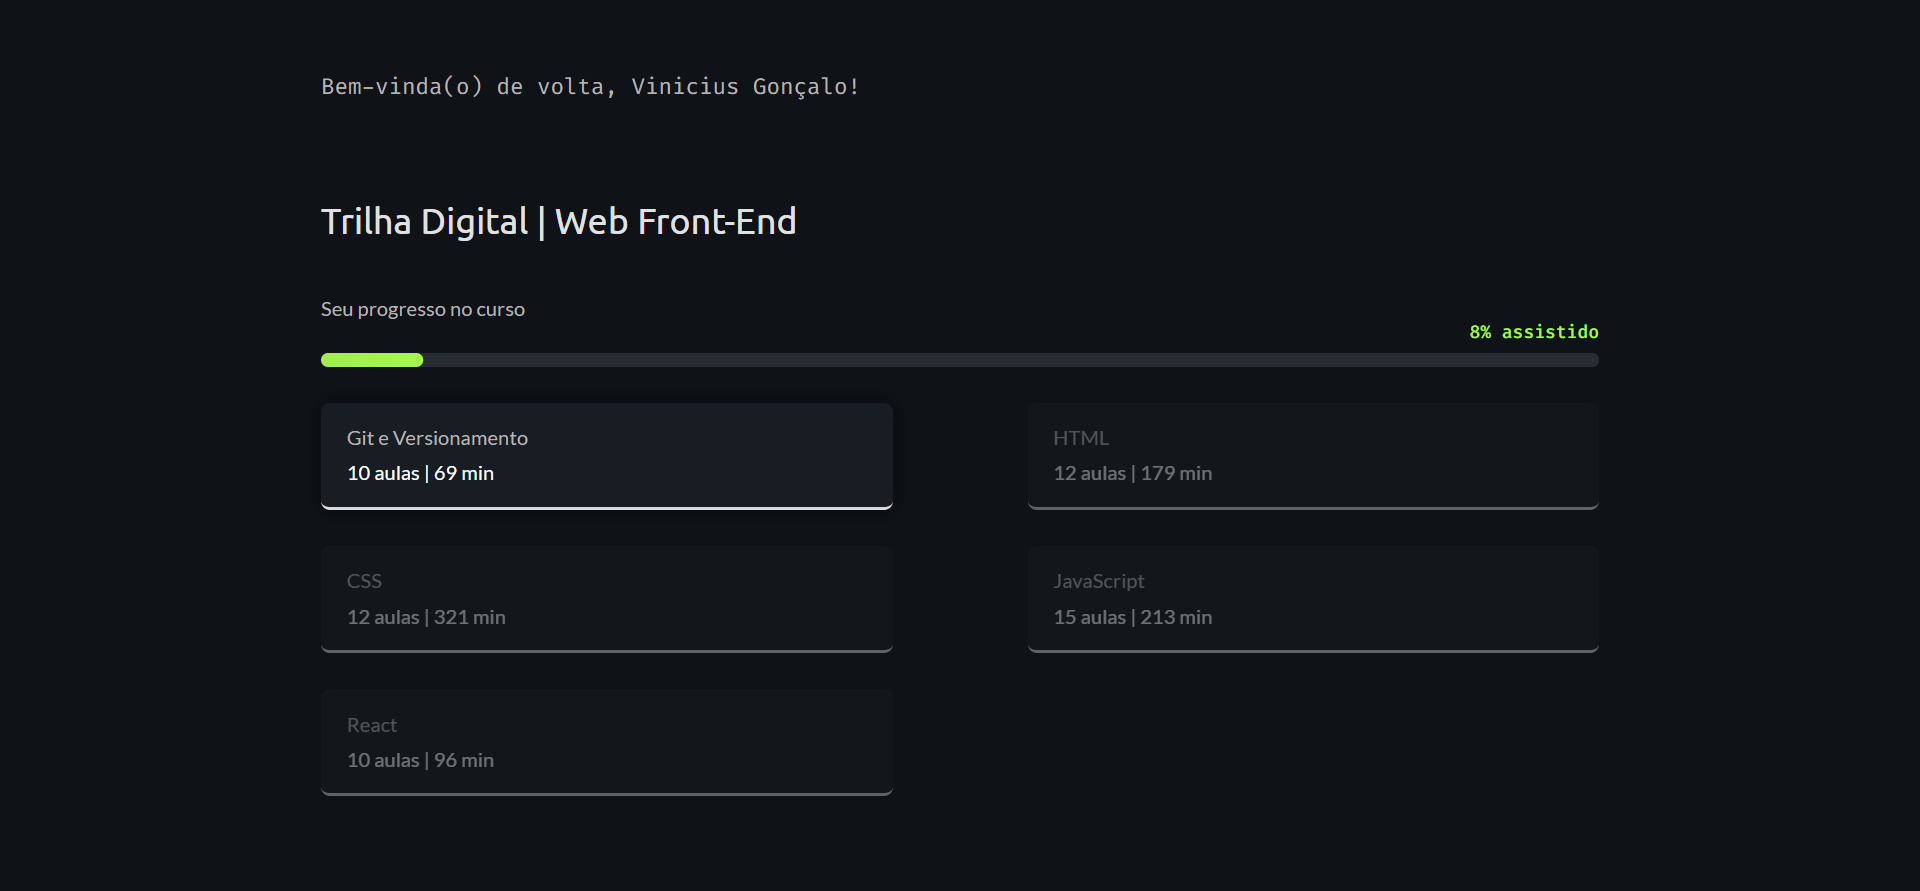 Bem-vinda(o) de volta, Vinicius Gonçalo!
Trilha Digital | Web Front-End
Seu progresso no curso
8% assistido
Git e Versionamento
10 aulas | 69 min
HTML
12 aulas | 179 min
CSS
12 aulas | 321 min
JavaScript
15 aulas | 213 min
React
10 aulas | 96 min